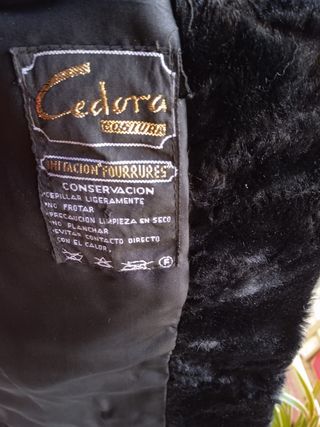 Cedora
COSTURA
IMITACION "FOURRURES"
CONSERVACION
*CEPILLAR LIGERAMENTE
*NO FROTAR
*PRECAUCION LIMPIEZA EN SECO
*NO PLANCHAR
*EVITAR CONTACTO DIRECTO
CON EL CALOR.